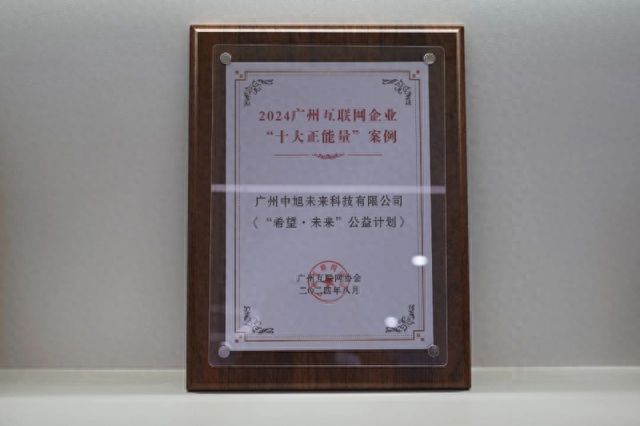 2024广州互联网企业
“十大正能量”案例
广州中旭未来科技有限公司
（“希望·未来”公益计划）
广州互联网协会
二〇二四年八月